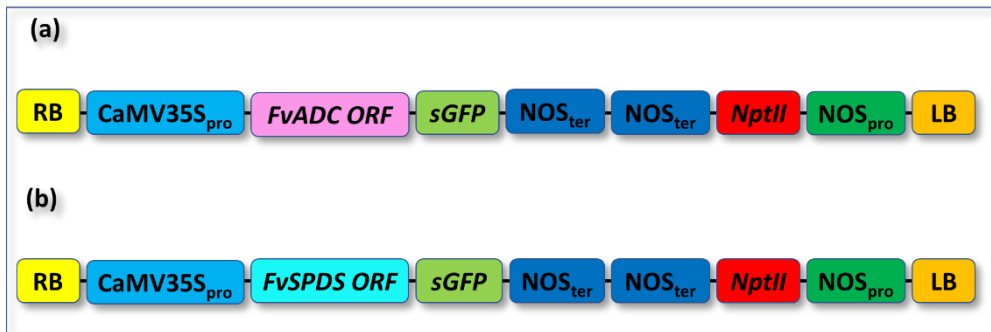 (a)
RB CaMV35Spro FvADC ORF sGFP NOSter NOSter NptII NOSpro LB
(b)
RB CaMV35Spro FvSPDS ORF sGFP NOSter NOSter NptII NOSpro LB